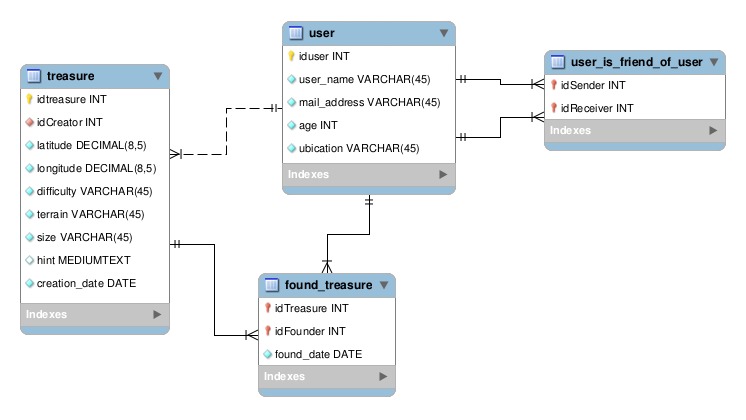 treasure
idtreasure INT
idCreator INT
latitude DECIMAL(8,5)
longitude DECIMAL(8,5)
difficulty VARCHAR(45)
terrain VARCHAR(45)
size VARCHAR(45)
hint MEDIUMTEXT
creation_date DATE
Indexes
user
iduser INT
user_name VARCHAR(45)
mail_address VARCHAR(45)
age INT
ubication VARCHAR(45)
Indexes
user_is_friend_of_user
idSender INT
idReceiver INT
Indexes
found_treasure
idTreasure INT
idFounder INT
found_date DATE
Indexes